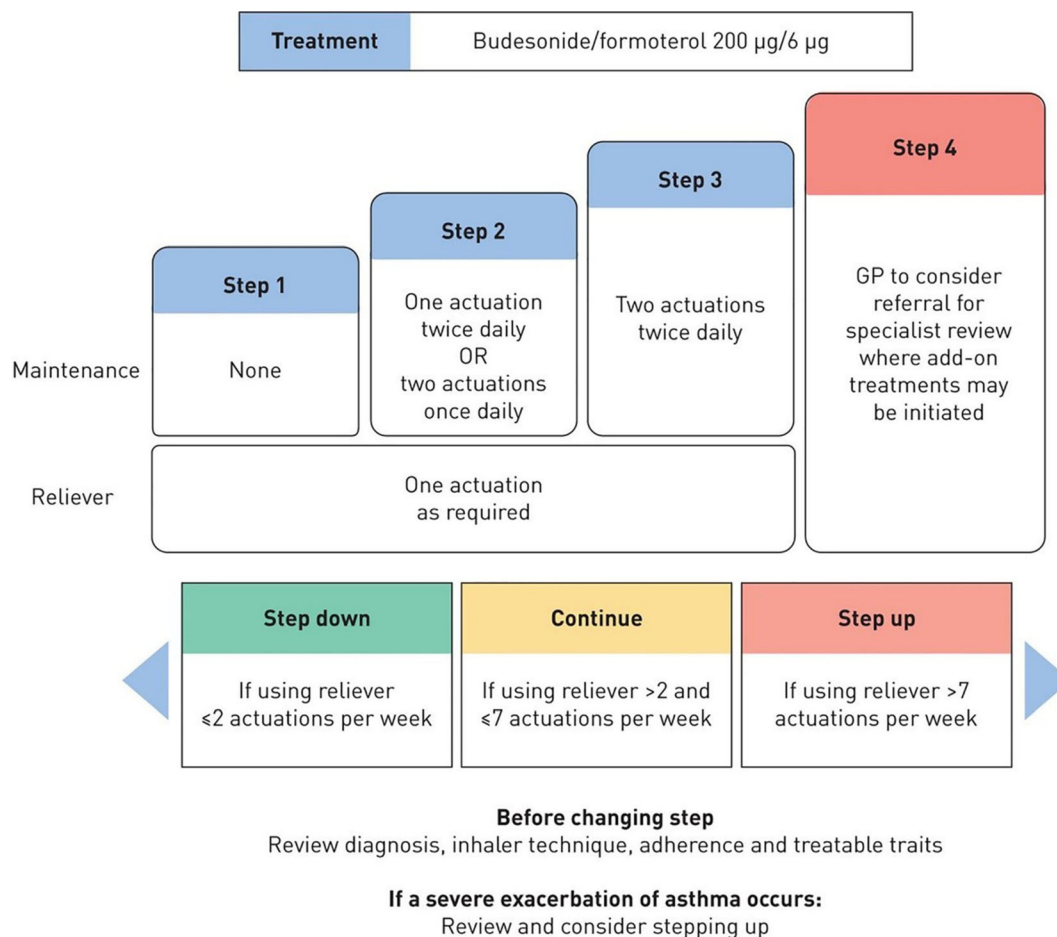 Treatment
Budesonide/formoterol 200 µg/6 µg
Step 1
None
Step 2
One actuation
twice daily
OR
two actuations
once daily
Step 3
Two actuations
twice daily
Step 4
GP to consider
referral for
specialist review
where add-on
treatments may
be initiated
Maintenance
Reliever
One actuation
as required
Step down
If using reliever
⩽2 actuations per week
Continue
If using reliever >2 and
⩽7 actuations per week
Step up
If using reliever >7
actuations per week
Before changing step
Review diagnosis, inhaler technique, adherence and treatable traits
If a severe exacerbation of asthma occurs:
Review and consider stepping up